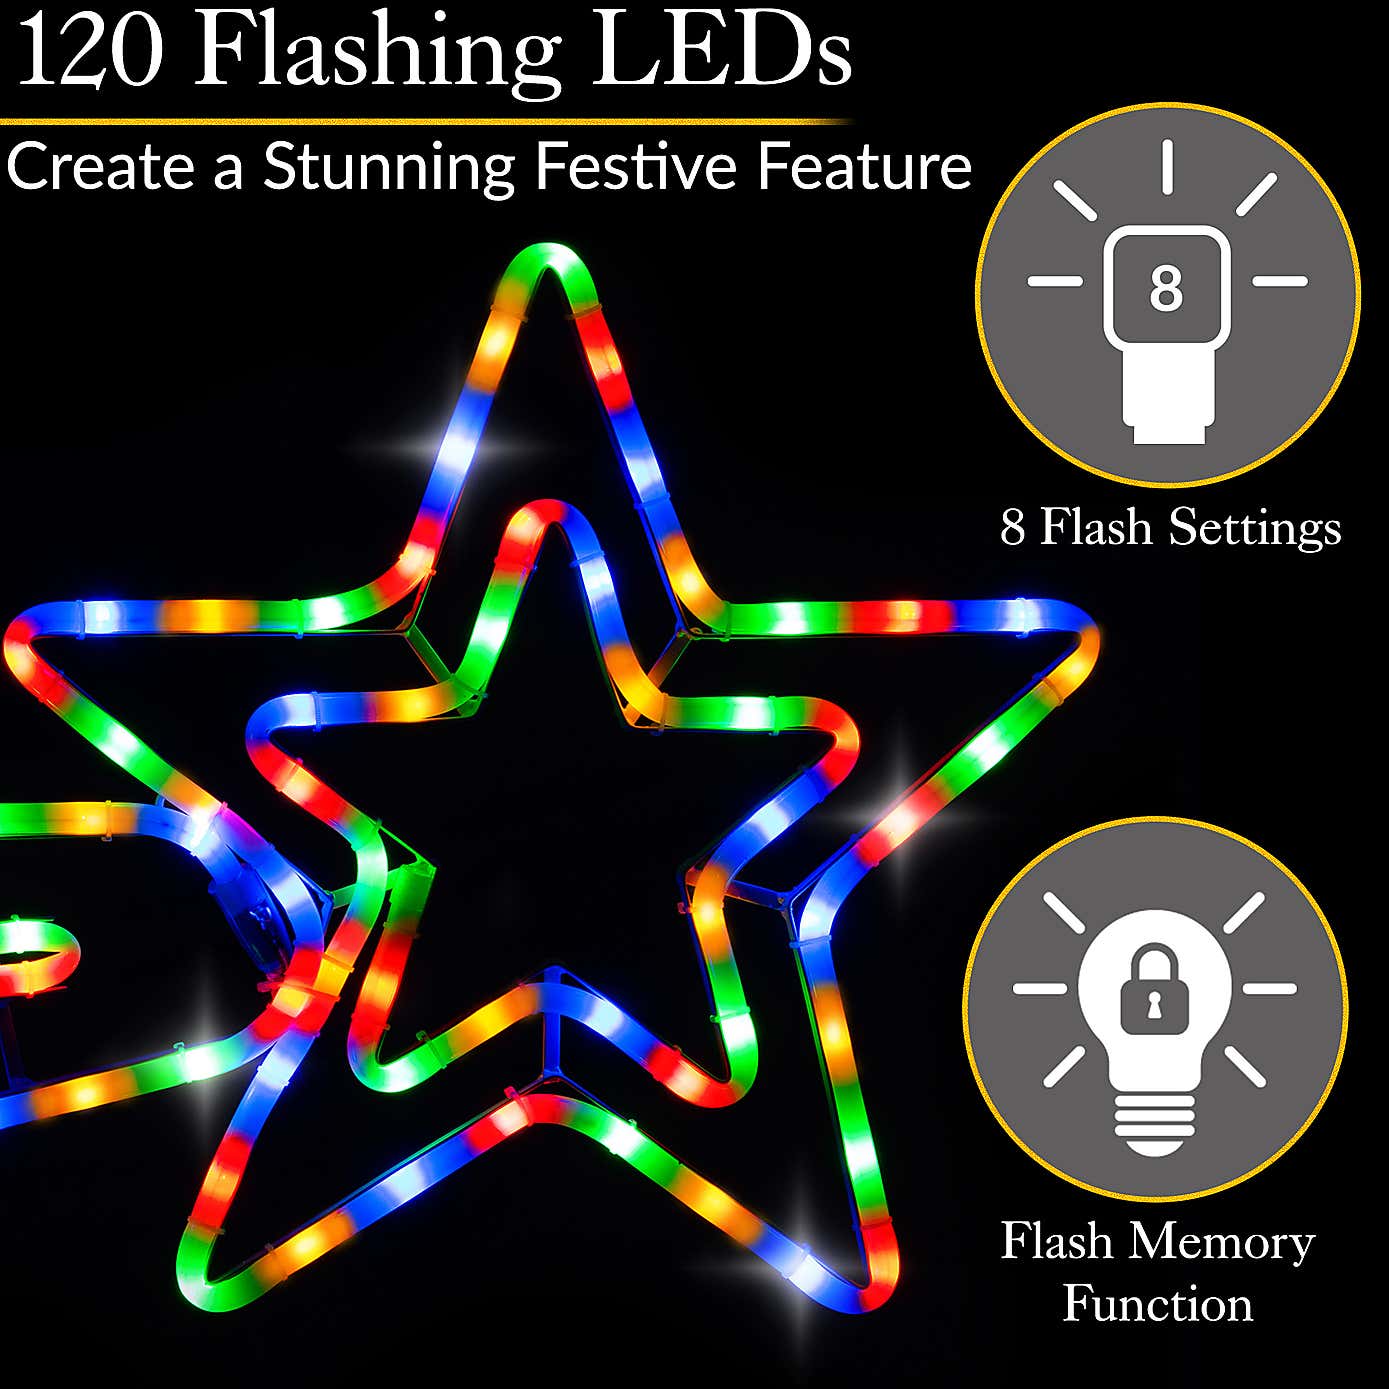 120 Flashing LEDs
Create a Stunning Festive Feature
8
8 Flash Settings
Flash Memory
Function